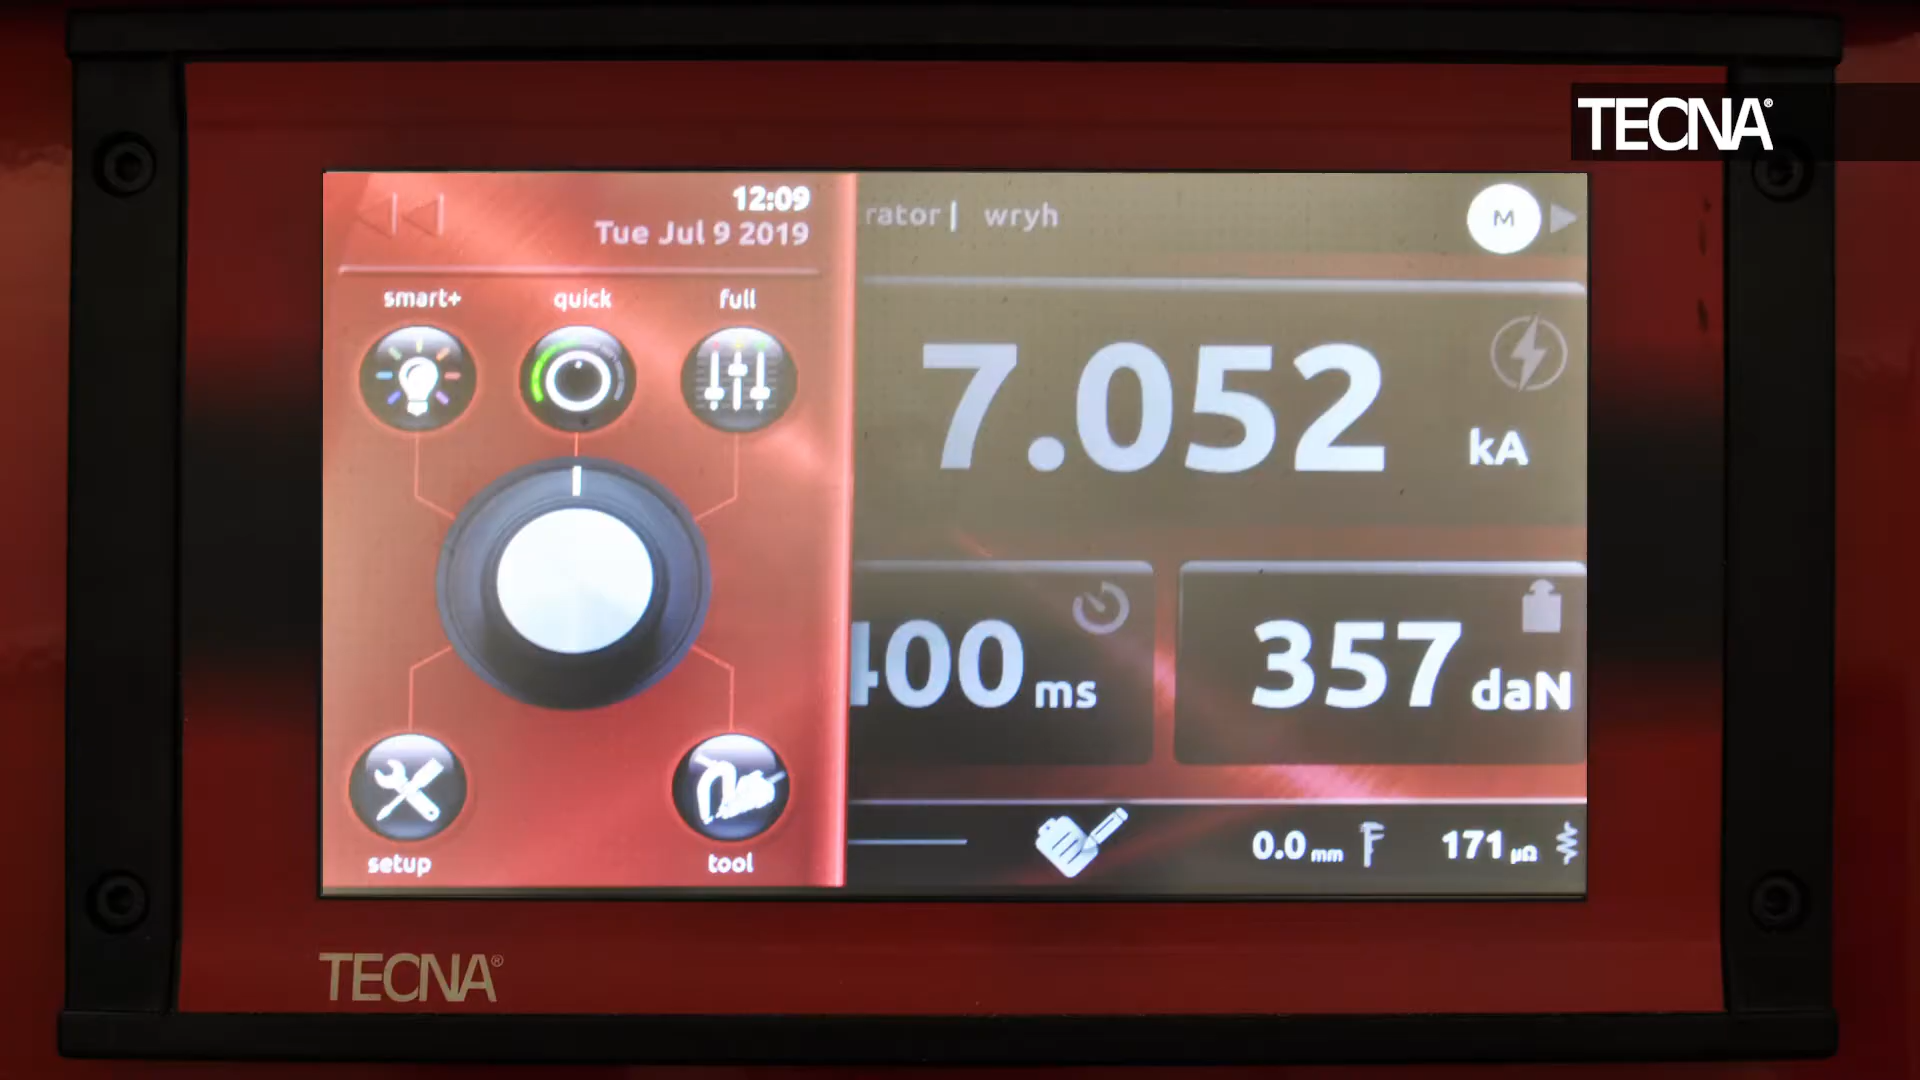 TECNA®
12:09
Tue Jul 9 2019
rator | wryh
M
smart+ quick full
7.052 kA
400 ms
357 daN
setup tool
0.0 mm
171 µΩ
TECNA®